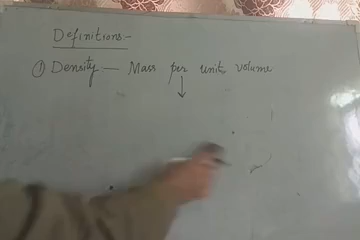 Definitions:-
① Density — Mass per unit volume
↓